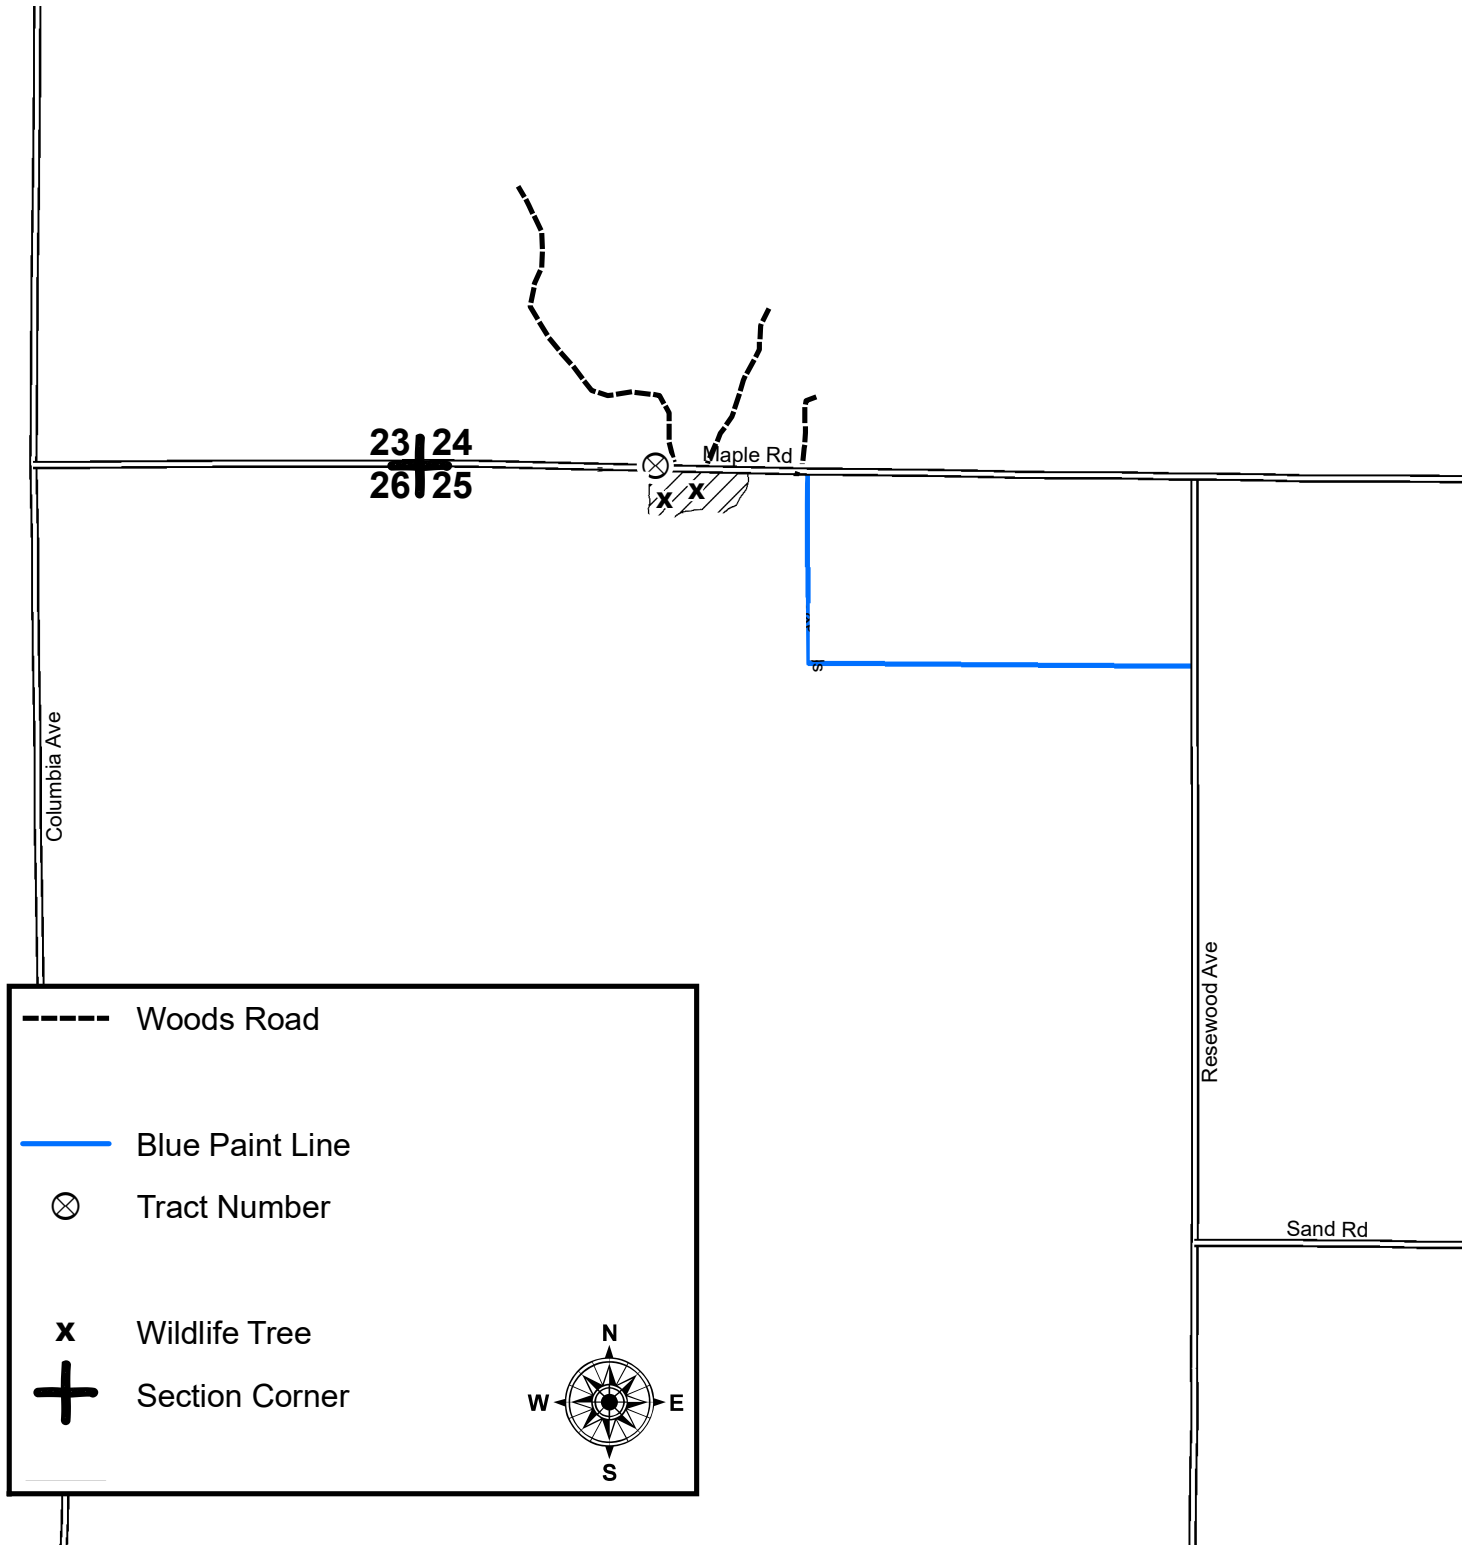 23 24
Maple Rd
26 25
Columbia Ave
Resewood Ave
Sand Rd
Woods Road
Blue Paint Line
Tract Number
x Wildlife Tree
Section Corner
N
W E
S